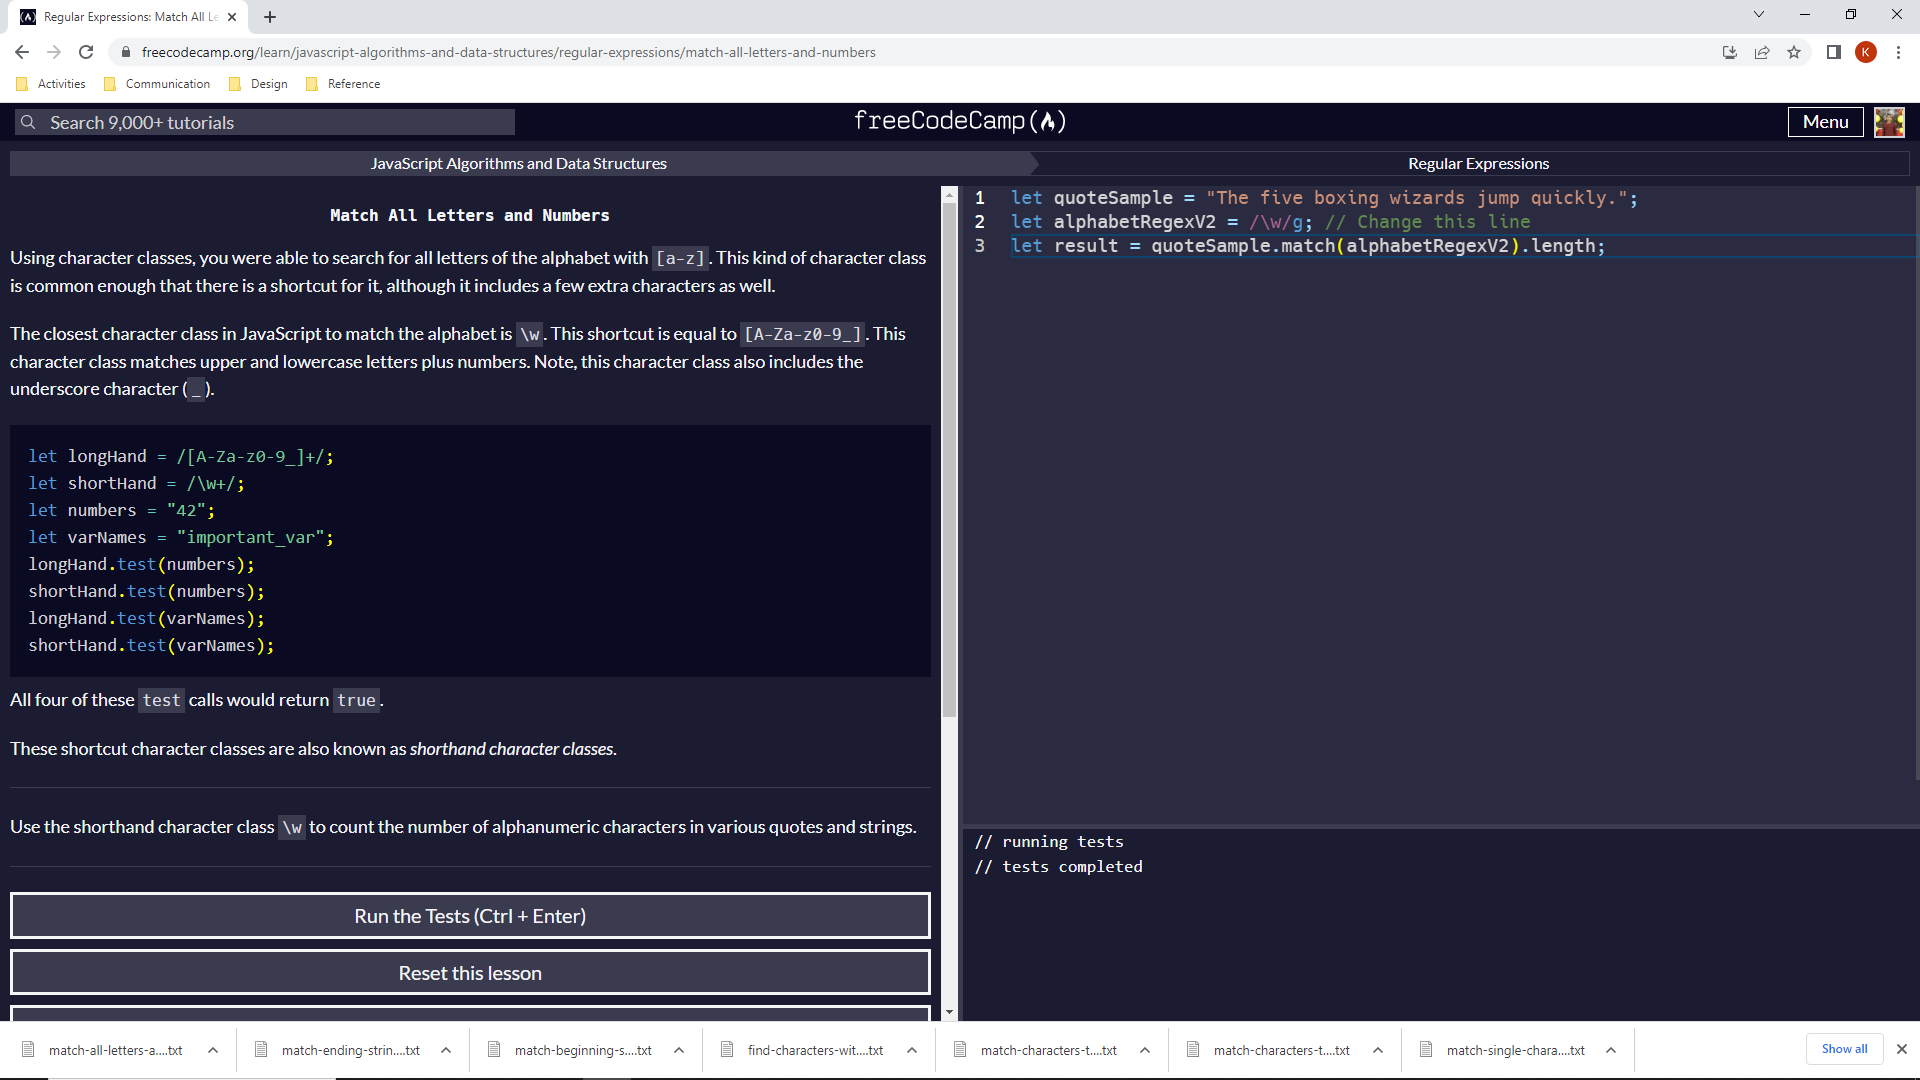 Regular Expressions: Match All Le
freecodecamp.org/learn/javascript-algorithms-and-data-structures/regular-expressions/match-all-letters-and-numbers
K
Activities
Communication
Design
Reference
Search 9,000+ tutorials
freeCodeCamp
Menu
JavaScript Algorithms and Data Structures
Regular Expressions
Match All Letters and Numbers
Using character classes, you were able to search for all letters of the alphabet with [a-z]. This kind of character class
is common enough that there is a shortcut for it, although it includes a few extra characters as well.
The closest character class in JavaScript to match the alphabet is \w. This shortcut is equal to [A-Za-z0-9_]. This
character class matches upper and lowercase letters plus numbers. Note, this character class also includes the
underscore character (_).
let longHand = /[A-Za-z0-9_]+/;
let shortHand = /\w+/;
let numbers = "42";
let varNames = "important_var";
longHand.test(numbers);
shortHand.test(numbers);
longHand.test(varNames);
shortHand.test(varNames);
All four of these test calls would return true.
These shortcut character classes are also known as shorthand character classes.
Use the shorthand character class \w to count the number of alphanumeric characters in various quotes and strings.
Run the Tests (Ctrl + Enter)
Reset this lesson
1 let quoteSample = "The five boxing wizards jump quickly.";
2 let alphabetRegexV2 = /\w/g; // Change this line
3 let result = quoteSample.match(alphabetRegexV2).length;
// running tests
// tests completed
match-all-letters-a....txt
match-ending-strin....txt
match-beginning-s....txt
find-characters-wit....txt
match-characters-t....txt
match-characters-t....txt
match-single-chara....txt
Show all